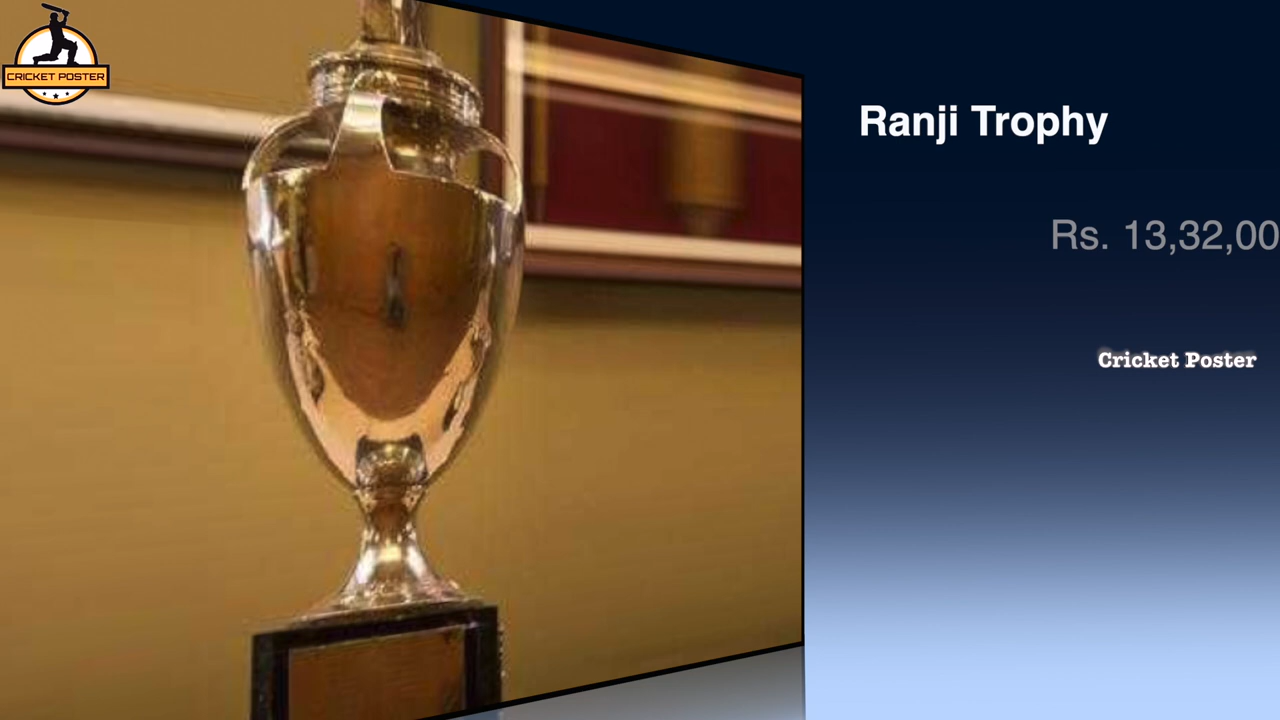 CRICKET POSTER
Ranji Trophy
Rs. 13,32,00
Cricket Poster